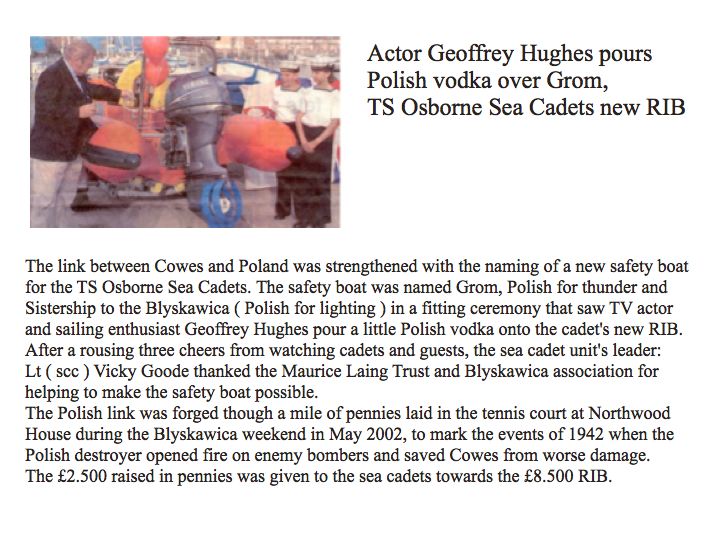 Actor Geoffrey Hughes pours
Polish vodka over Grom,
TS Osborne Sea Cadets new RIB
The link between Cowes and Poland was strengthened with the naming of a new safety boat
for the TS Osborne Sea Cadets. The safety boat was named Grom, Polish for thunder and
Sistership to the Blyskawica ( Polish for lighting ) in a fitting ceremony that saw TV actor
and sailing enthusiast Geoffrey Hughes pour a little Polish vodka onto the cadet's new RIB.
After a rousing three cheers from watching cadets and guests, the sea cadet unit's leader:
Lt ( scc ) Vicky Goode thanked the Maurice Laing Trust and Blyskawica association for
helping to make the safety boat possible.
The Polish link was forged though a mile of pennies laid in the tennis court at Northwood
House during the Blyskawica weekend in May 2002, to mark the events of 1942 when the
Polish destroyer opened fire on enemy bombers and saved Cowes from worse damage.
The £2.500 raised in pennies was given to the sea cadets towards the £8.500 RIB.